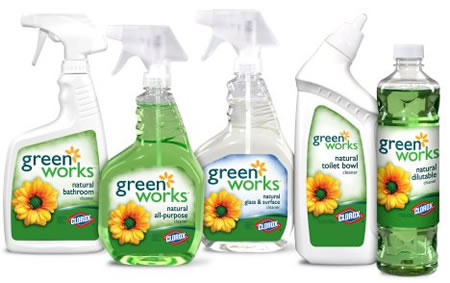 green
works
natural
bathroom
cleaner
CLOROX
green
works
natural
all-purpose
cleaner
CLOROX
green
works
natural
glass & surface
cleaner
CLOROX
green
works
natural
toilet bowl
cleaner
CLOROX
green
works
natural
dilutable
cleaner
CLOROX